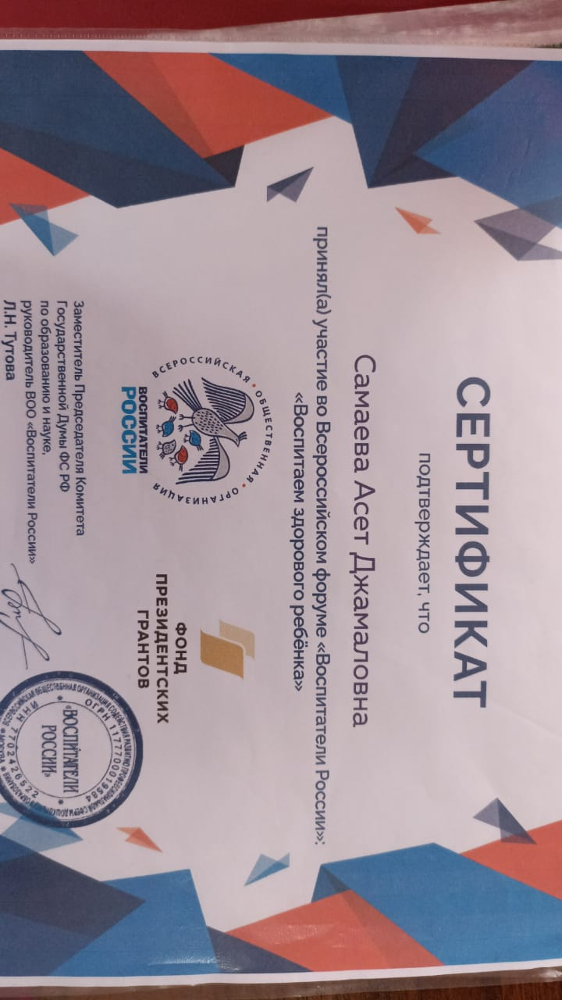 СЕРТИФИКАТ
подтверждает, что
Самаева Асет Джамаловна
принял(а) участие во Всероссийском форуме «Воспитатели России»:
«Воспитаем здорового ребёнка»
ВСЕРОССИЙСКАЯ • ОБЩЕСТВЕННАЯ • ОРГАНИЗАЦИЯ
ВОСПИТАТЕЛИ
РОССИИ
ФОНД
ПРЕЗИДЕНТСКИХ
ГРАНТОВ
Заместитель Председателя Комитета
Государственной Думы ФС РФ
по образованию и науке,
руководитель ВОО «Воспитатели России»
Л.Н. Тутова
ОГРН 1177700019584
«ВОСПИТАТЕЛИ
РОССИИ»
ИНН 7702426522